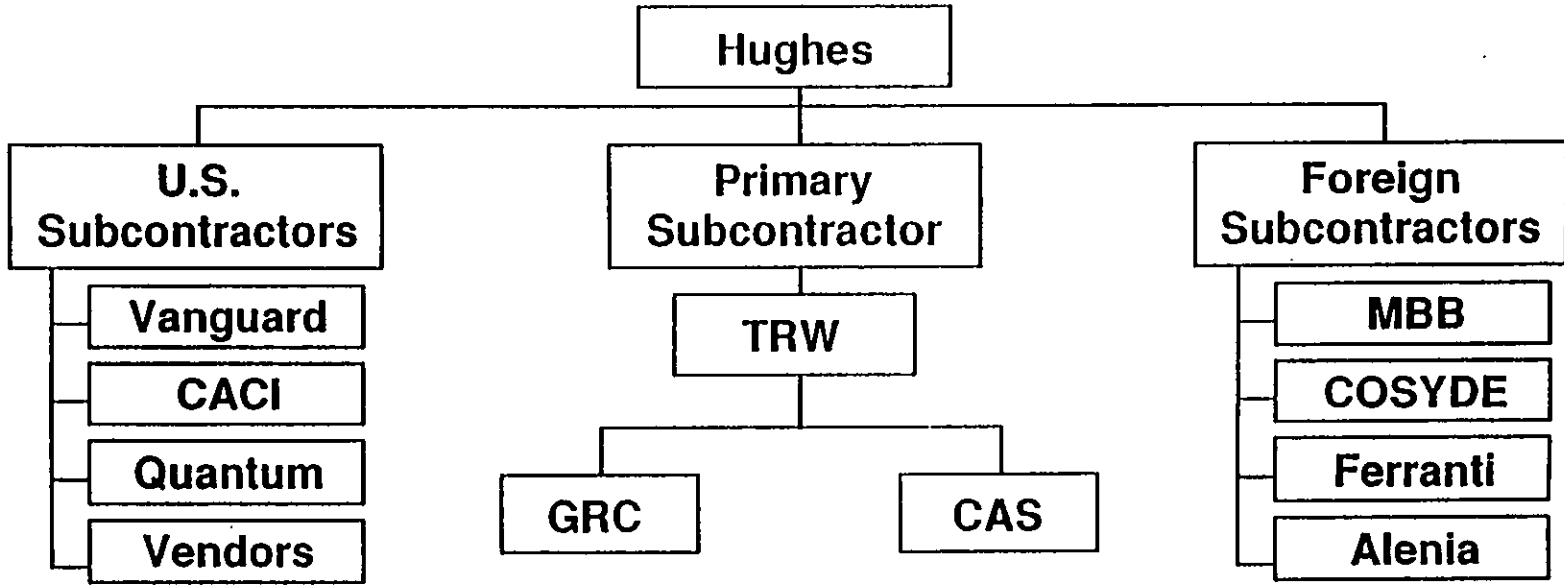 Hughes
U.S.
Subcontractors
Vanguard
CACI
Quantum
Vendors
Primary
Subcontractor
TRW
GRC
CAS
Foreign
Subcontractors
MBB
COSYDE
Ferranti
Alenia